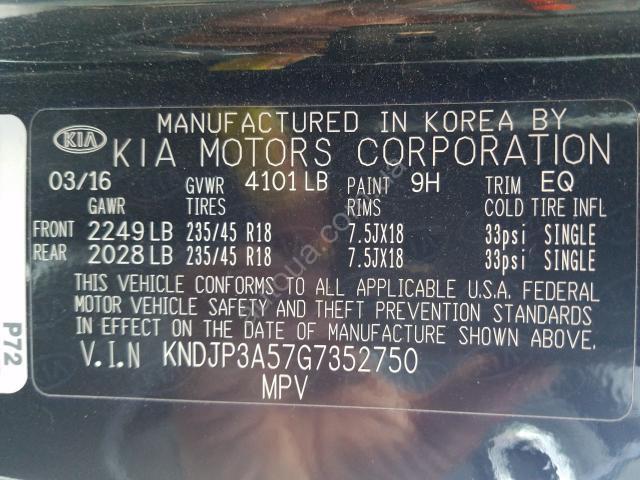 MANUFACTURED IN KOREA BY
KIA KIA MOTORS CORPORATION
03/16 GVWR 4101 LB PAINT 9H TRIM EQ
GAWR TIRES RIMS COLD TIRE INFL
FRONT 2249 LB 235/45 R18 7.5JX18 33psi SINGLE
REAR 2028 LB 235/45 R18 7.5JX18 33psi SINGLE
THIS VEHICLE CONFORMS TO ALL APPLICABLE U.S.A. FEDERAL
MOTOR VEHICLE SAFETY AND THEFT PREVENTION STANDARDS
IN EFFECT ON THE DATE OF MANUFACTURE SHOWN ABOVE.
V.I.N KNDJP3A57G7352750
MPV
P72